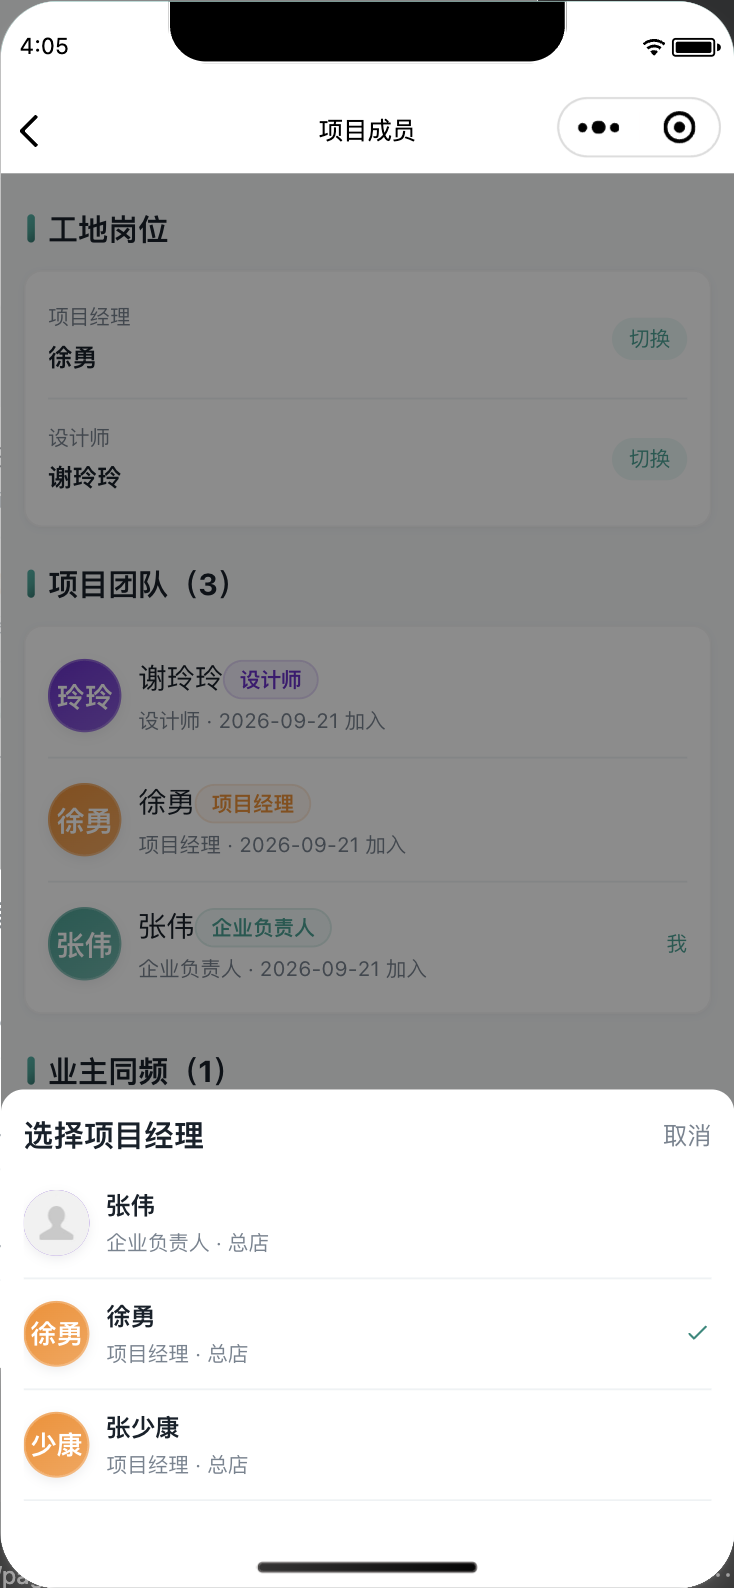 4:05
项目成员
工地岗位
项目经理
徐勇
切换
设计师
谢玲玲
切换
项目团队（3）
玲玲
谢玲玲 设计师
设计师 · 2026-09-21 加入
徐勇
徐勇 项目经理
项目经理 · 2026-09-21 加入
张伟
张伟 企业负责人
企业负责人 · 2026-09-21 加入
我
业主同频（1）
选择项目经理
取消
张伟
企业负责人 · 总店
徐勇
徐勇
项目经理 · 总店
少康
张少康
项目经理 · 总店